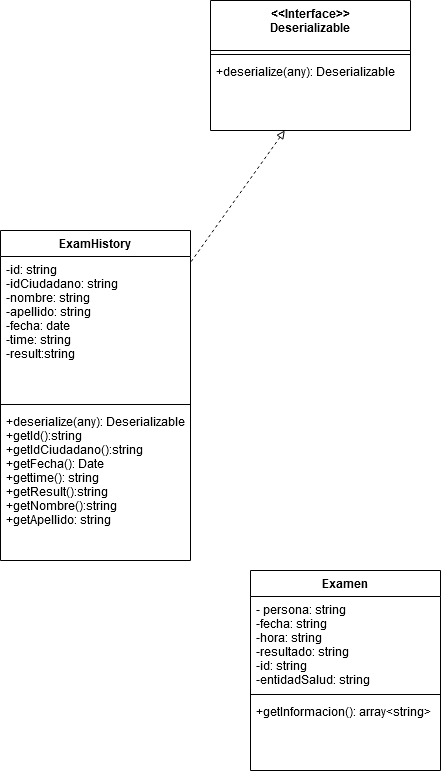 <<Interface>>
Deserializable
+deserialize(any): Deserializable
ExamHistory
-id: string
-idCiudadano: string
-nombre: string
-apellido: string
-fecha: date
-time: string
-result:string
+deserialize(any): Deserializable
+getId():string
+getIdCiudadano():string
+getFecha(): Date
+gettime(): string
+getResult():string
+getNombre():string
+getApellido: string
Examen
- persona: string
-fecha: string
-hora: string
-resultado: string
-id: string
-entidadSalud: string
+getInformacion(): array<string>